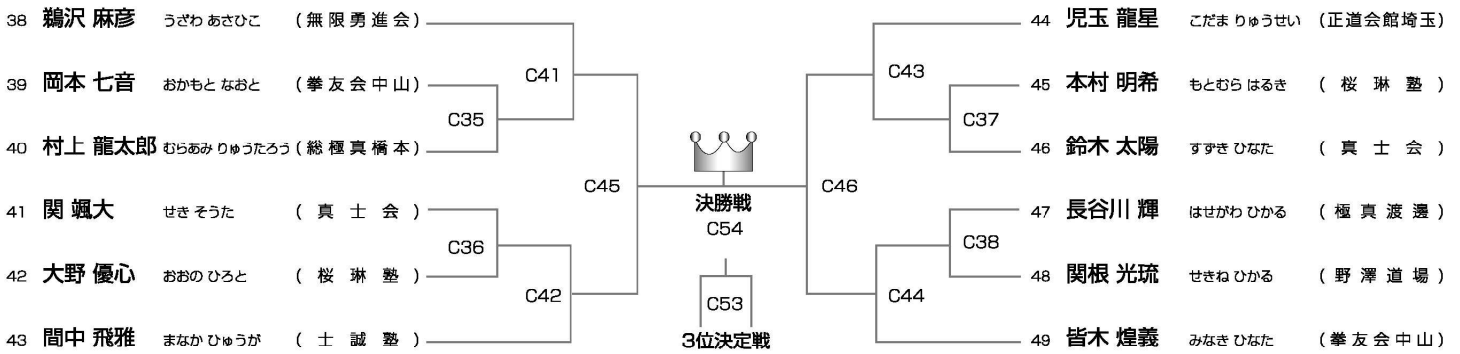 38 鵜沢 麻彦 うざわ あさひこ (無限勇進会)
39 岡本 七音 おかもと なおと (拳友会中山)
40 村上 龍太郎 むらあみ りゅうたろう (総極真橋本)
41 関 颯大 せき そうた (真士会)
42 大野 優心 おおの ひろと (桜琳塾)
43 間中 飛雅 まなか ひゅうが (士誠塾)
C41
C35
C36
C42
C45
決勝戦
C54
C53
3位決定戦
C46
C43
C37
C38
C44
44 児玉 龍星 こだま りゅうせい (正道会館埼玉)
45 本村 明希 もとむら はるき (桜琳塾)
46 鈴木 太陽 すずき ひなた (真士会)
47 長谷川 輝 はせがわ ひかる (極真渡邊)
48 関根 光琉 せきね ひかる (野澤道場)
49 皆木 煌義 みなき ひなた (拳友会中山)